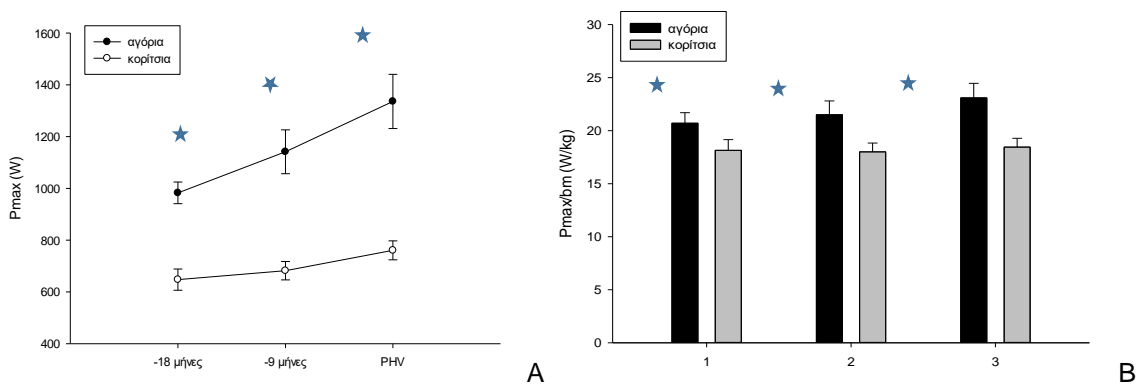 αγόρια
κορίτσια
Pmax (W)
1600
1400
1200
1000
800
600
400
-18 μήνες
-9 μήνες
PHV
A
αγόρια
κορίτσια
Pmax/bm (W/kg)
30
25
20
15
10
5
0
1
2
3
B